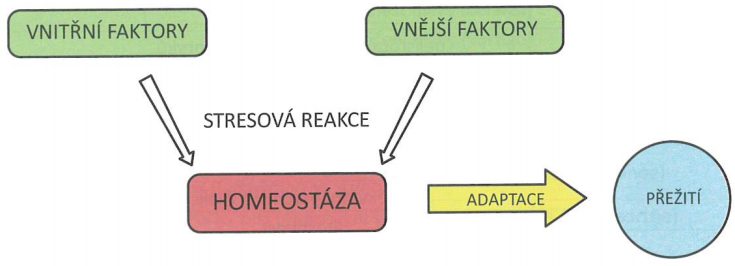 VNITŘNÍ FAKTORY
VNĚJŠÍ FAKTORY
STRESOVÁ REAKCE
HOMEOSTÁZA
ADAPTACE
PŘEŽITÍ